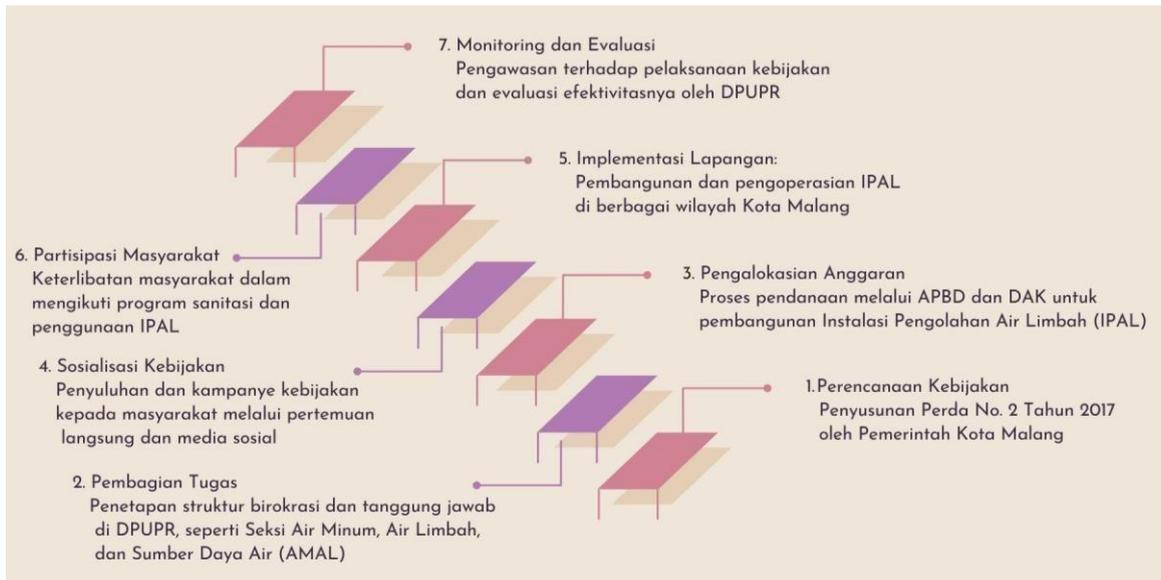 7. Monitoring dan Evaluasi
Pengawasan terhadap pelaksanaan kebijakan
dan evaluasi efektivitasnya oleh DPUPR
5. Implementasi Lapangan:
Pembangunan dan pengoperasian IPAL
di berbagai wilayah Kota Malang
6. Partisipasi Masyarakat
Keterlibatan masyarakat dalam
mengikuti program sanitasi dan
penggunaan IPAL
3. Pengalokasian Anggaran
Proses pendanaan melalui APBD dan DAK untuk
pembangunan Instalasi Pengolahan Air Limbah (IPAL)
4. Sosialisasi Kebijakan
Penyuluhan dan kampanye kebijakan
kepada masyarakat melalui pertemuan
langsung dan media sosial
1.Perencanaan Kebijakan
Penyusunan Perda No. 2 Tahun 2017
oleh Pemerintah Kota Malang
2. Pembagian Tugas
Penetapan struktur birokrasi dan tanggung jawab
di DPUPR, seperti Seksi Air Minum, Air Limbah,
dan Sumber Daya Air (AMAL)